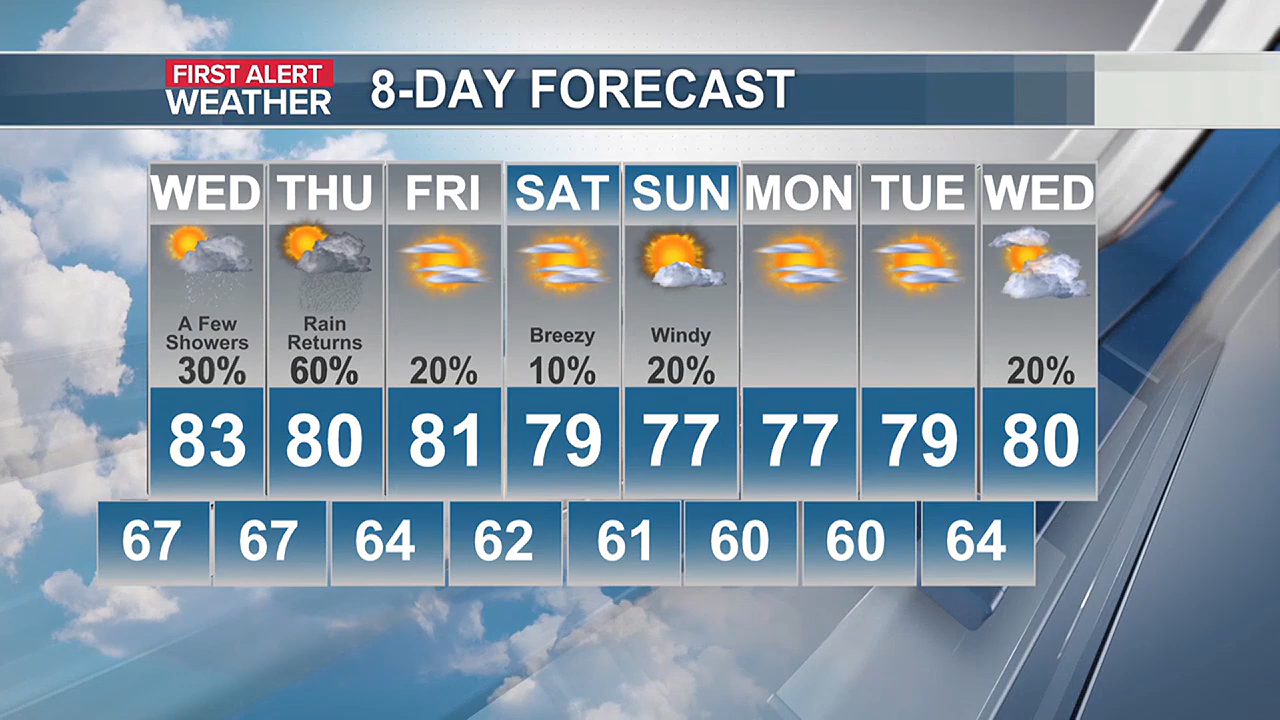 FIRST ALERT
WEATHER
8-DAY FORECAST
WED THU FRI SAT SUN MON TUE WED
A Few
Showers
30%
Rain
Returns
60%
20%
Breezy
10%
Windy
20%
20%
83 80 81 79 77 77 79 80
67 67 64 62 61 60 60 64